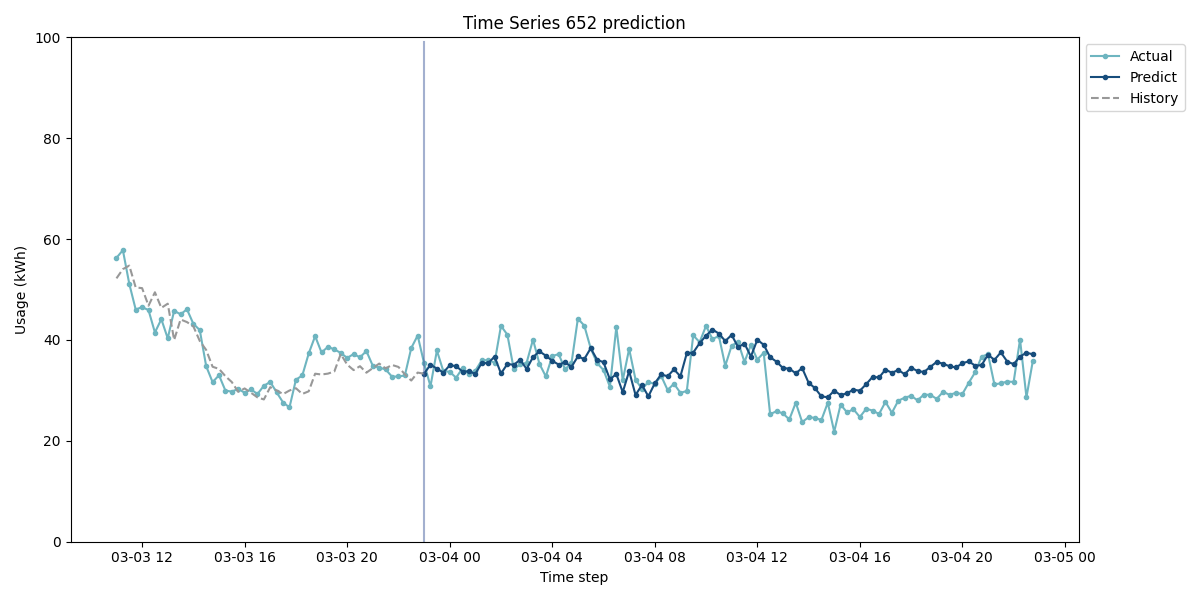 Time Series 652 prediction
100
80
60
40
20
0
Usage (kWh)
03-03 12
03-03 16
03-03 20
03-04 00
03-04 04
03-04 08
03-04 12
03-04 16
03-04 20
03-05 00
Time step
Actual
Predict
History